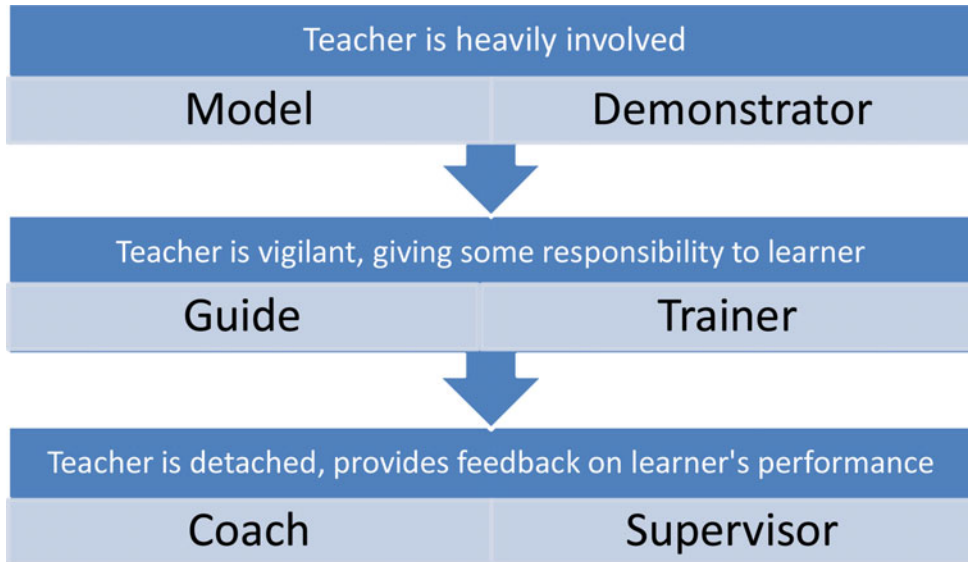 Teacher is heavily involved
Model Demonstrator
Teacher is vigilant, giving some responsibility to learner
Guide Trainer
Teacher is detached, provides feedback on learner's performance
Coach Supervisor